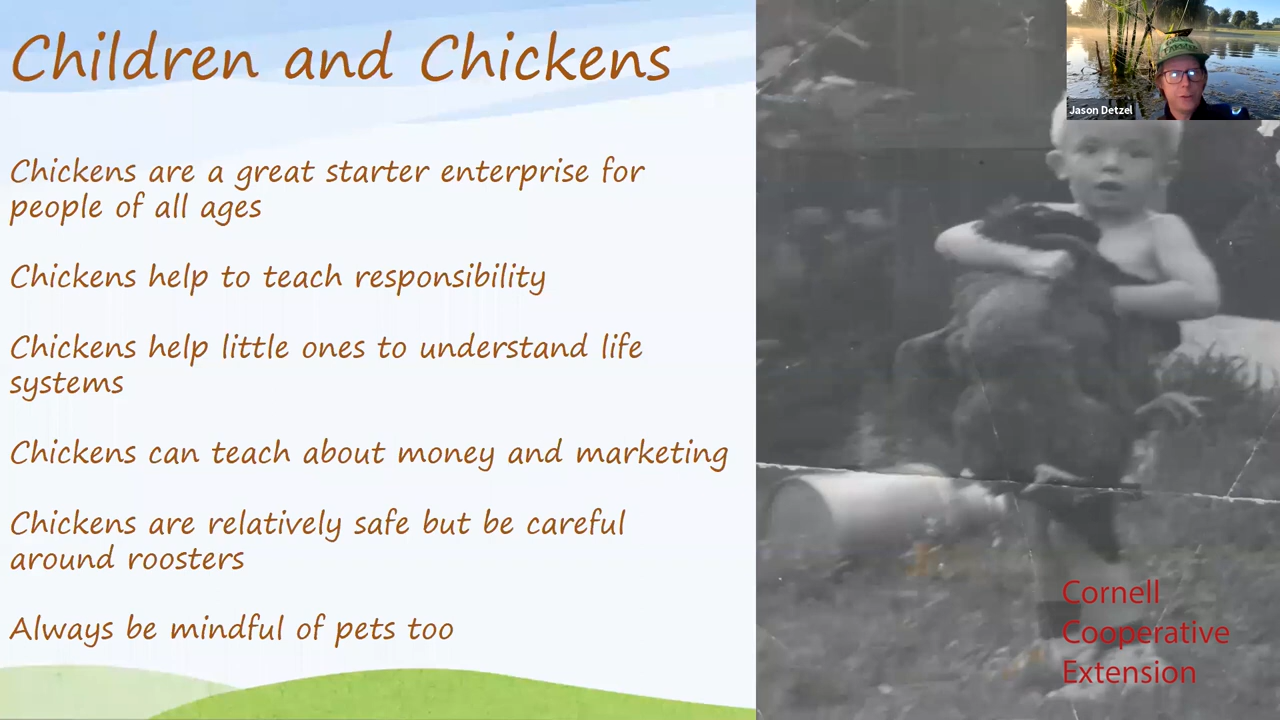 Children and Chickens
Chickens are a great starter enterprise for
people of all ages
Chickens help to teach responsibility
Chickens help little ones to understand life
systems
Chickens can teach about money and marketing
Chickens are relatively safe but be careful
around roosters
Always be mindful of pets too
Jason Detzel
Cornell
Cooperative
Extension